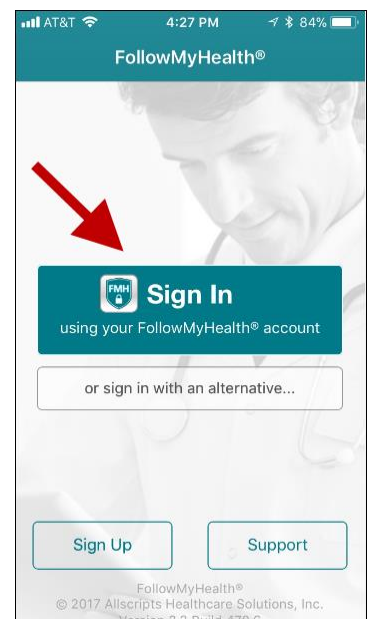 AT&T 4:27 PM 84%
FollowMyHealth®
FMH Sign In
using your FollowMyHealth® account
or sign in with an alternative...
Sign Up Support
FollowMyHealth®
© 2017 Allscripts Healthcare Solutions, Inc.